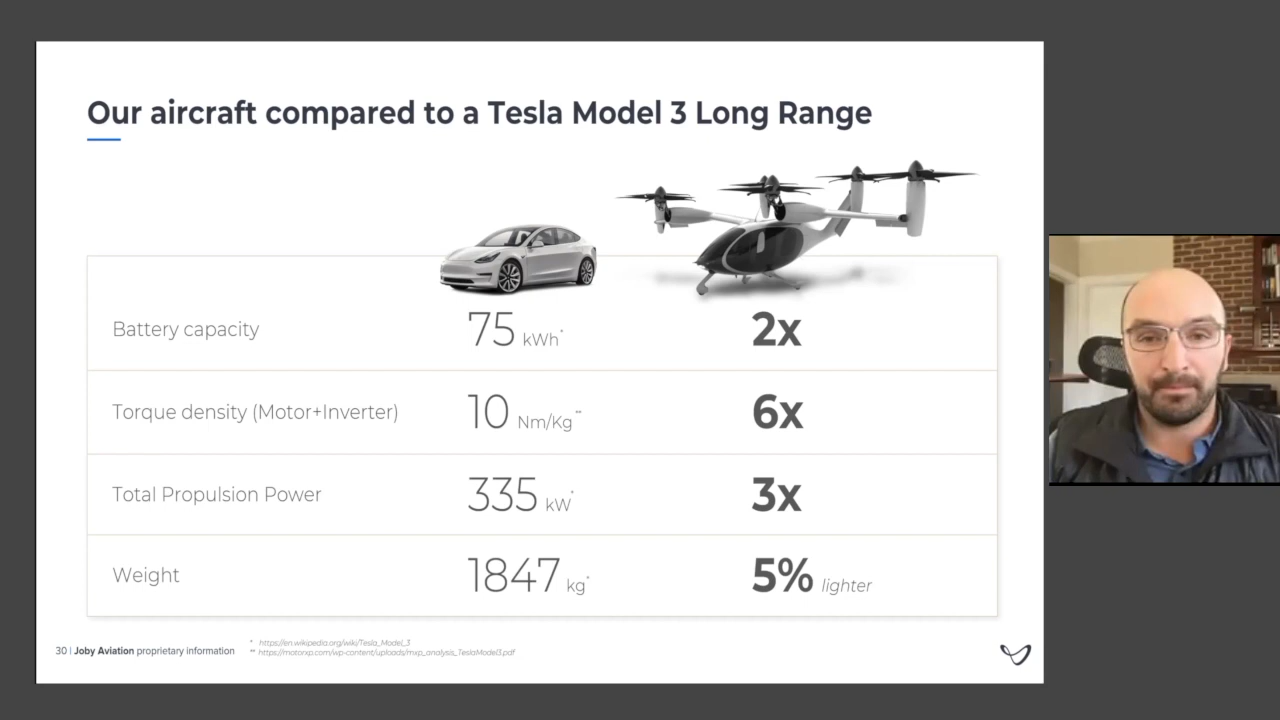 Our aircraft compared to a Tesla Model 3 Long Range
Battery capacity 75 kWh* 2x
Torque density (Motor+Inverter) 10 Nm/Kg** 6x
Total Propulsion Power 335 kW* 3x
Weight 1847 kg* 5% lighter
30 | Joby Aviation proprietary information
* https://en.wikipedia.org/wiki/Tesla_Model_3
** https://motorxp.com/wp-content/uploads/mxp_analysis_TeslaModel3.pdf